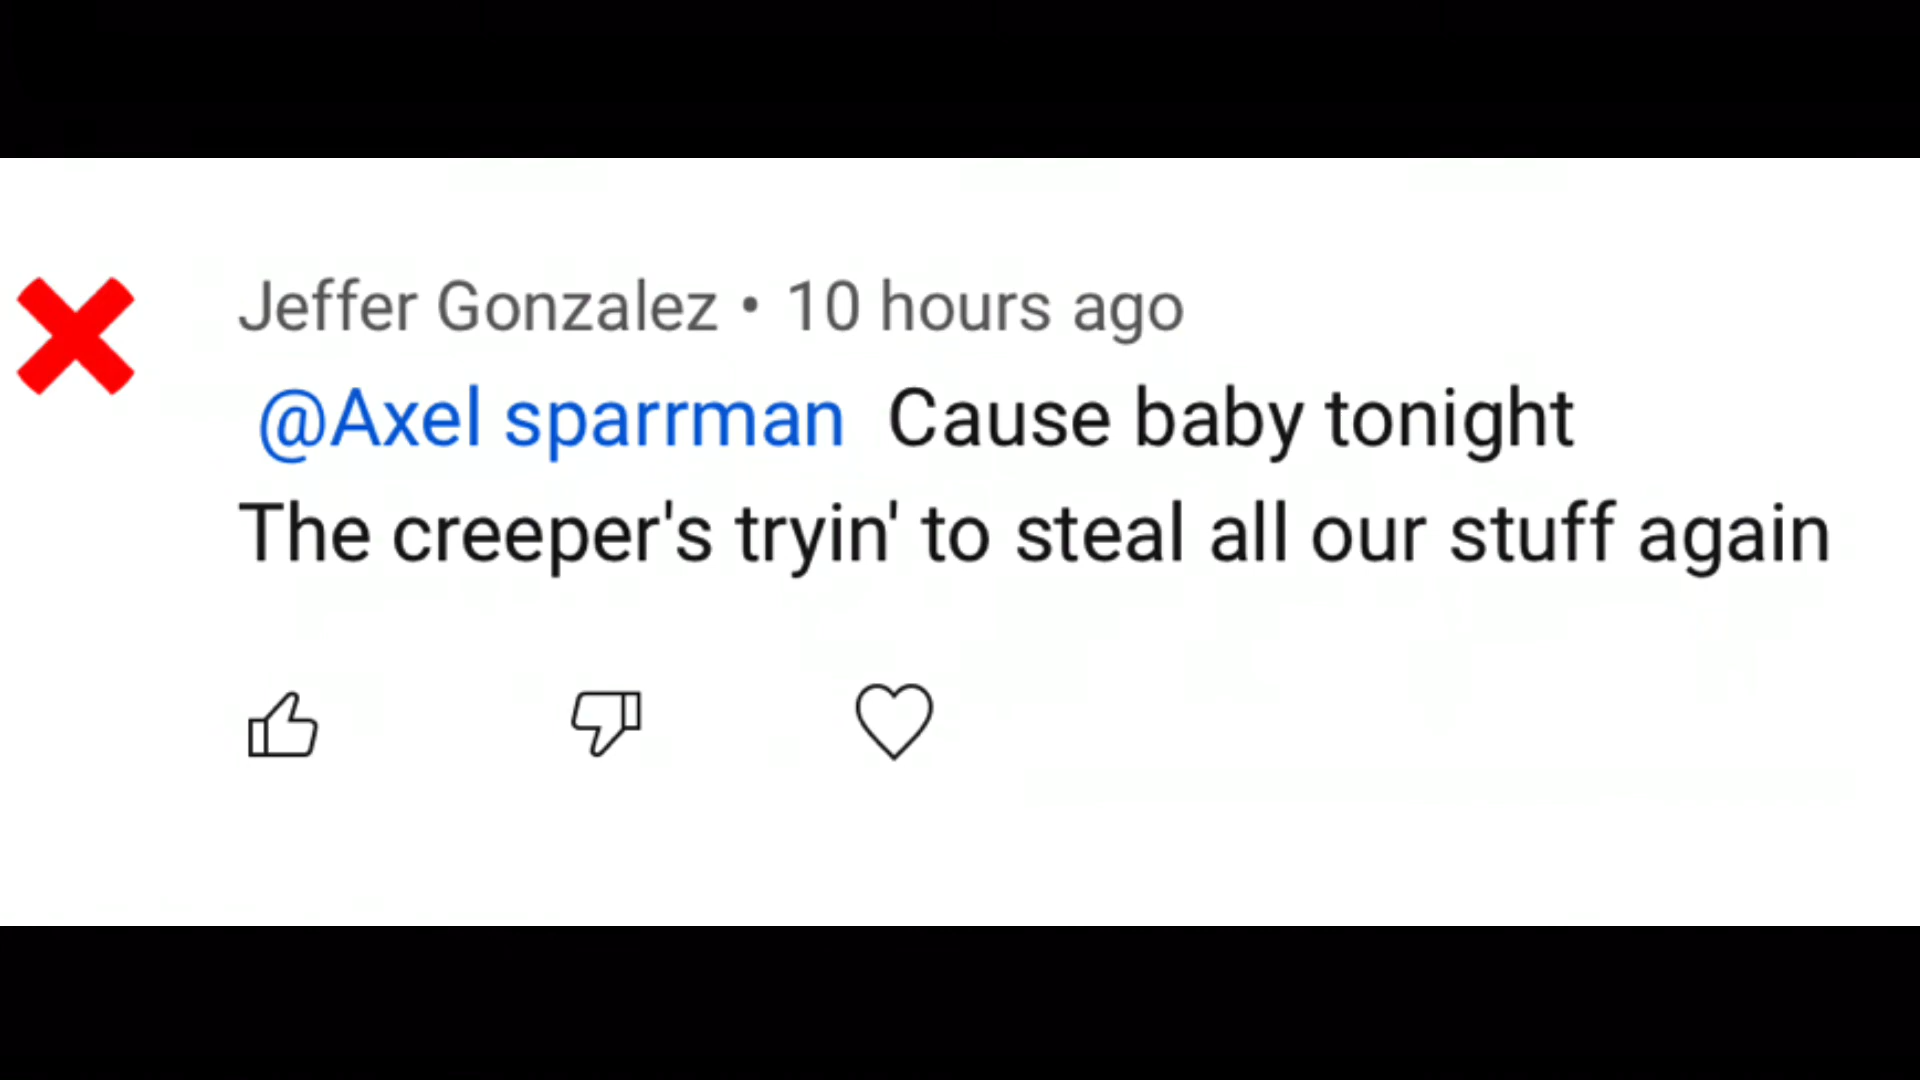 Jeffer Gonzalez • 10 hours ago
@Axel sparrman Cause baby tonight
The creeper's tryin' to steal all our stuff again